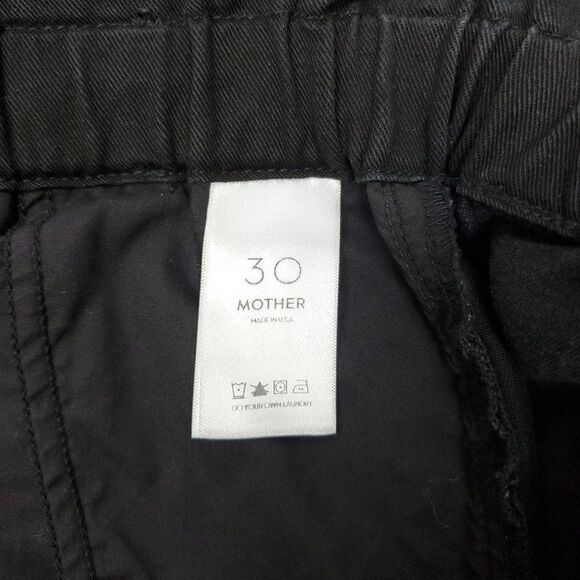 30
MOTHER
MADE IN U.S.A.
DO YOUR OWN LAUNDRY